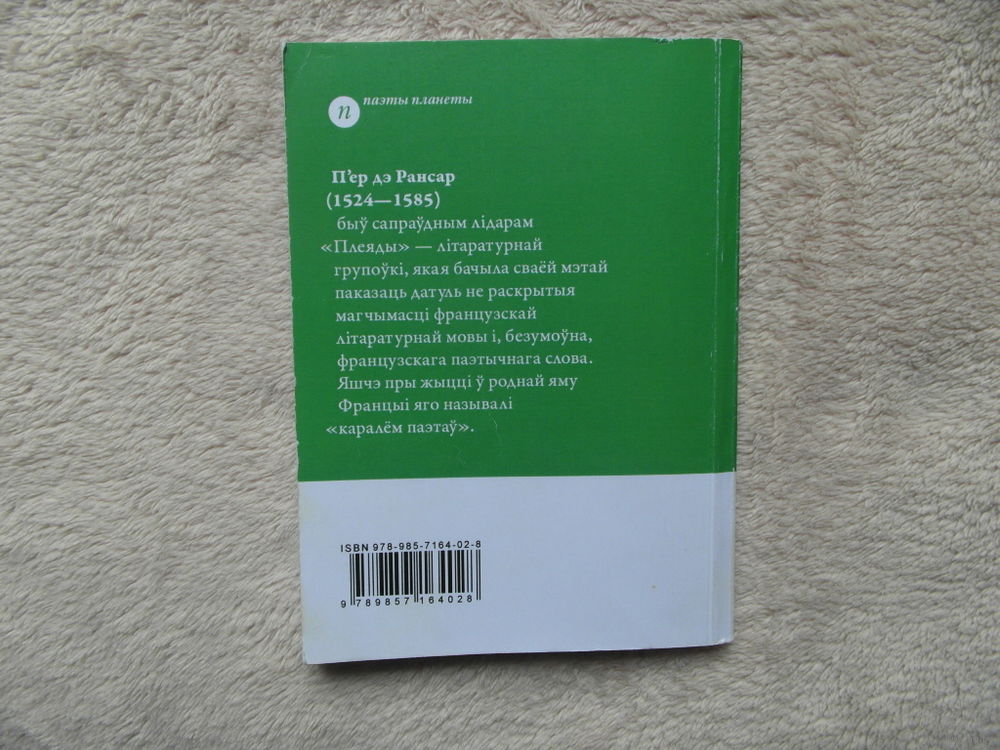 п паэты планеты
П'ер дэ Рансар
(1524—1585)
быў сапраўдным лідарам
«Плеяды» — літаратурнай
групоўкі, якая бачыла сваёй мэтай
паказаць датуль не раскрытыя
магчымасці французскай
літаратурнай мовы і, безумоўна,
французскага паэтычнага слова.
Яшчэ пры жыцці ў роднай яму
Францыі яго называлі
«каралём паэтаў».
ISBN 978-985-7164-02-8
9 789857 164028